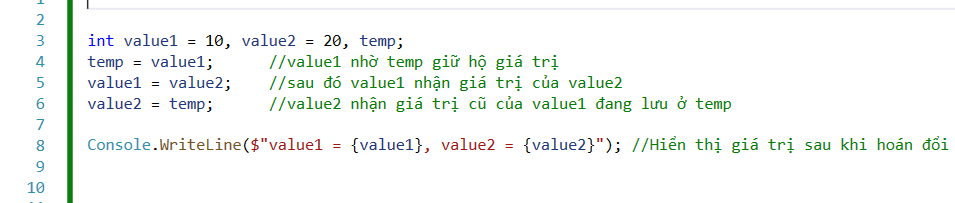 2
3 int value1 = 10, value2 = 20, temp;
4 temp = value1; //value1 nhờ temp giữ hộ giá trị
5 value1 = value2; //sau đó value1 nhận giá trị của value2
6 value2 = temp; //value2 nhận giá trị cũ của value1 đang lưu ở temp
7
8 Console.WriteLine($"value1 = {value1}, value2 = {value2}"); //Hiển thị giá trị sau khi hoán đổi
9
10